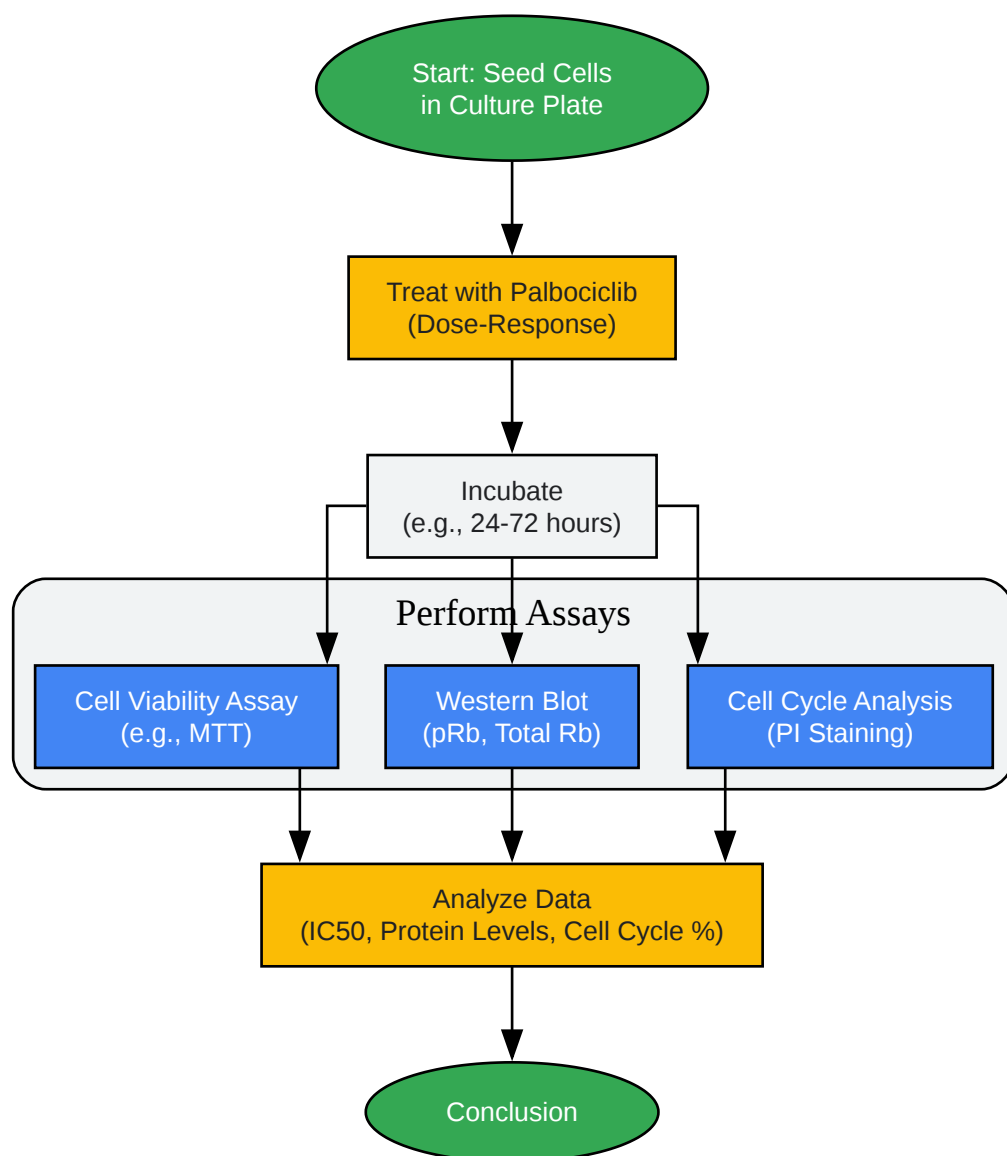 Start: Seed Cells
in Culture Plate
Treat with Palbociclib
(Dose-Response)
Incubate
(e.g., 24-72 hours)
Perform Assays
Cell Viability Assay
(e.g., MTT)
Western Blot
(pRb, Total Rb)
Cell Cycle Analysis
(PI Staining)
Analyze Data
(IC50, Protein Levels, Cell Cycle %)
Conclusion